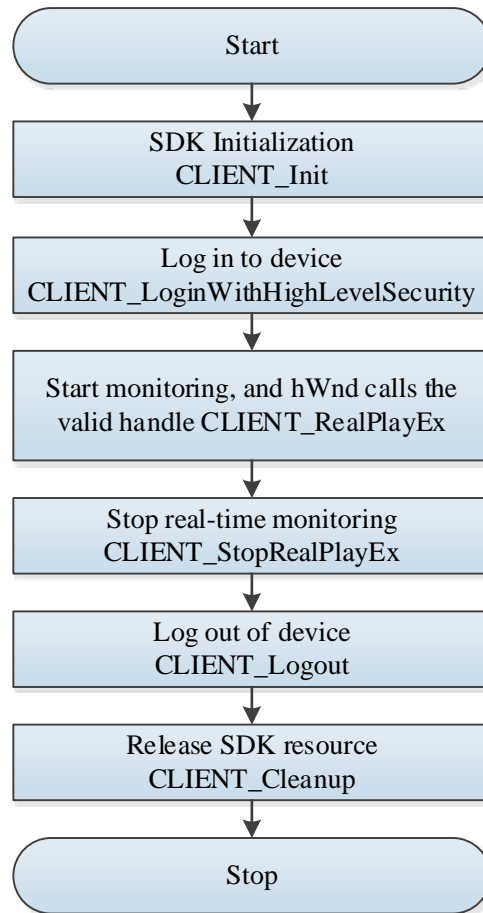 Start
SDK Initialization
CLIENT_Init
Log in to device
CLIENT_LoginWithHighLevelSecurity
Start monitoring, and hWnd calls the
valid handle CLIENT_RealPlayEx
Stop real-time monitoring
CLIENT_StopRealPlayEx
Log out of device
CLIENT_Logout
Release SDK resource
CLIENT_Cleanup
Stop